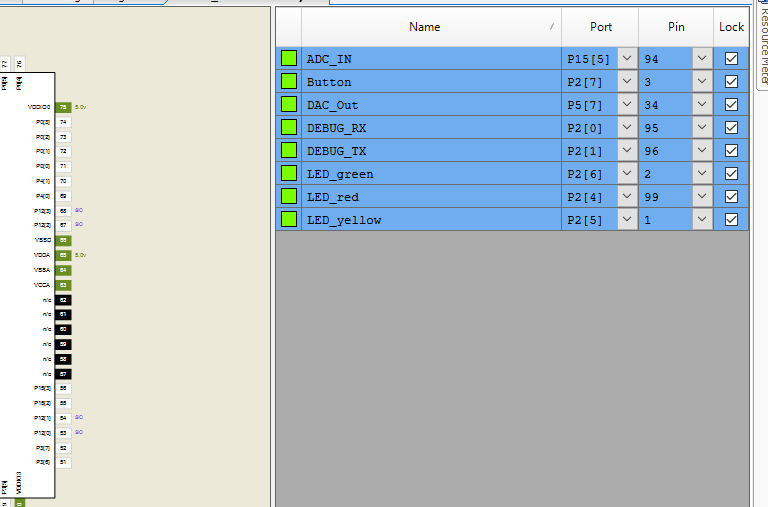 Name / Port Pin Lock
ADC_IN P15[5] 94
Button P2[7] 3
DAC_Out P5[7] 34
DEBUG_RX P2[0] 95
DEBUG_TX P2[1] 96
LED_green P2[6] 2
LED_red P2[4] 99
LED_yellow P2[5] 1
77 76
VDDIO0 75 5.0v
P0[3] 74
P0[2] 73
P0[1] 72
P0[0] 71
P4[1] 70
P4[0] 69
P12[3] 68 SIO
P12[2] 67 SIO
VSSD 66
VDDA 65 5.0v
VSSA 64
VCCA 63
n/c 62
n/c 61
n/c 60
n/c 59
n/c 58
n/c 57
P15[3] 56
P15[2] 55
P12[1] 54 SIO
P12[0] 53 SIO
P3[7] 52
P3[6] 51
VDDIO3
Resource Meter